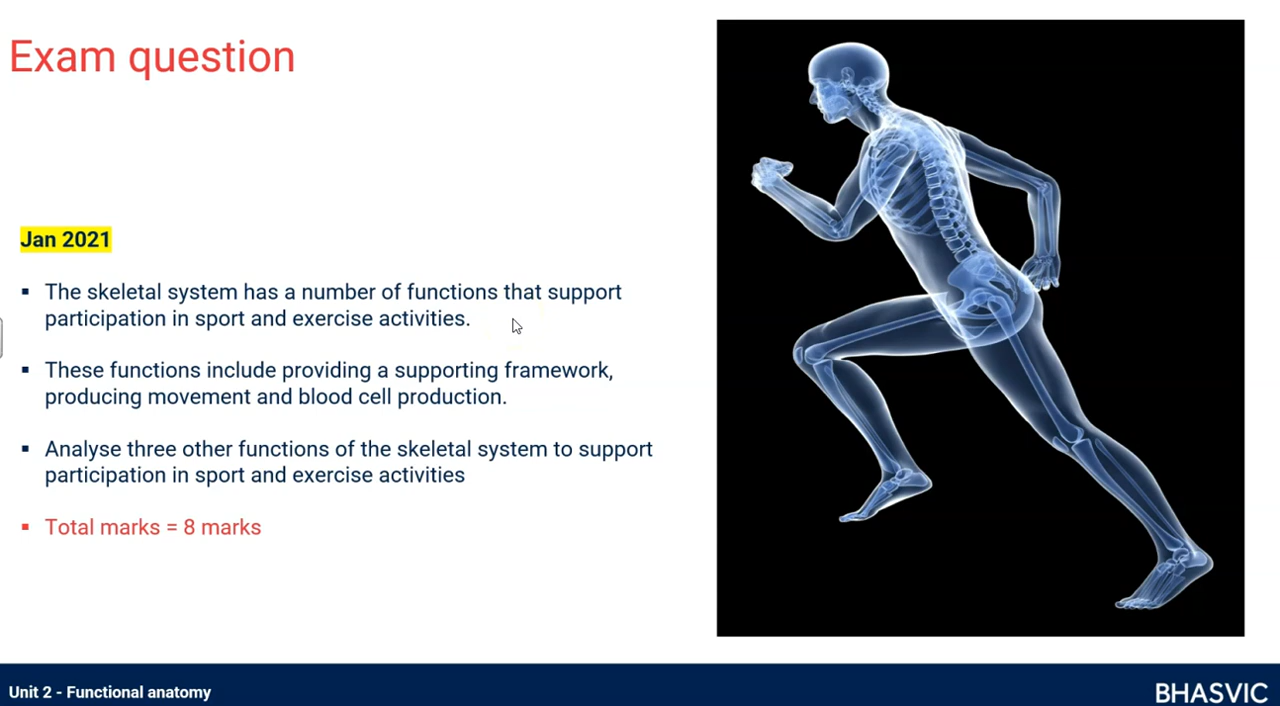 Exam question
Jan 2021
▪ The skeletal system has a number of functions that support
participation in sport and exercise activities.
▪ These functions include providing a supporting framework,
producing movement and blood cell production.
▪ Analyse three other functions of the skeletal system to support
participation in sport and exercise activities
▪ Total marks = 8 marks
Unit 2 - Functional anatomy
BHASVIC